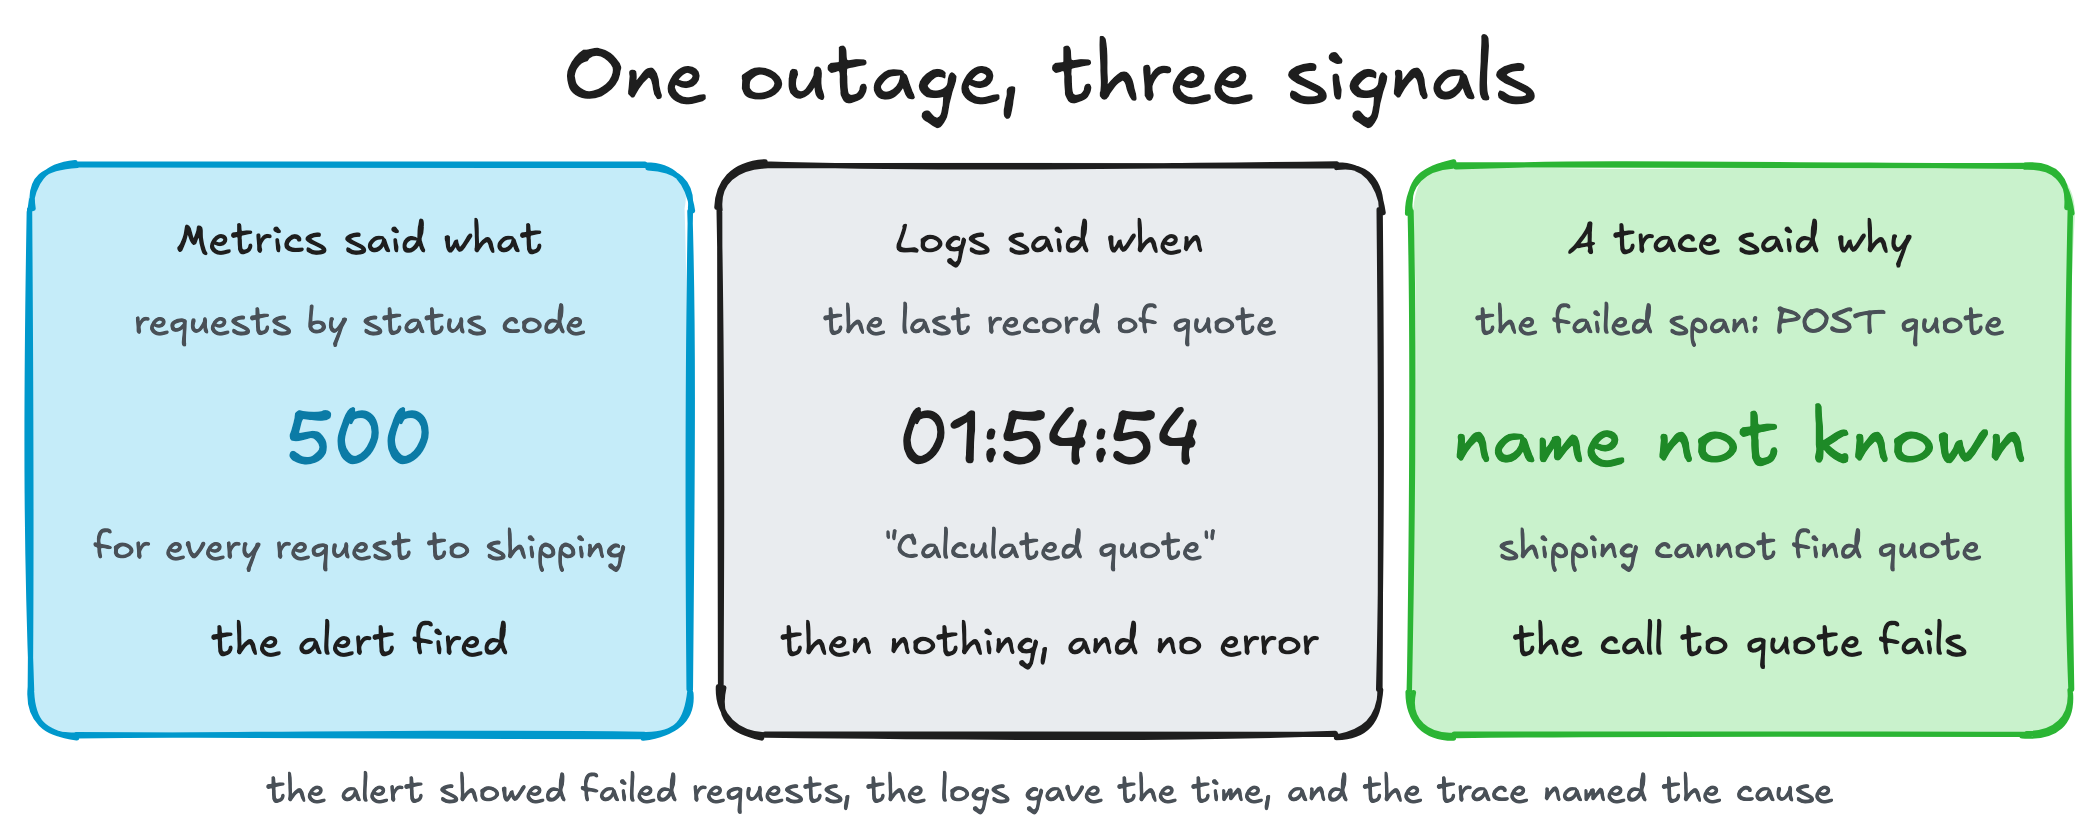 One outage, three signals
Metrics said what
requests by status code
500
for every request to shipping
the alert fired
Logs said when
the last record of quote
01:54:54
"Calculated quote"
then nothing, and no error
A trace said why
the failed span: POST quote
name not known
shipping cannot find quote
the call to quote fails
the alert showed failed requests, the logs gave the time, and the trace named the cause